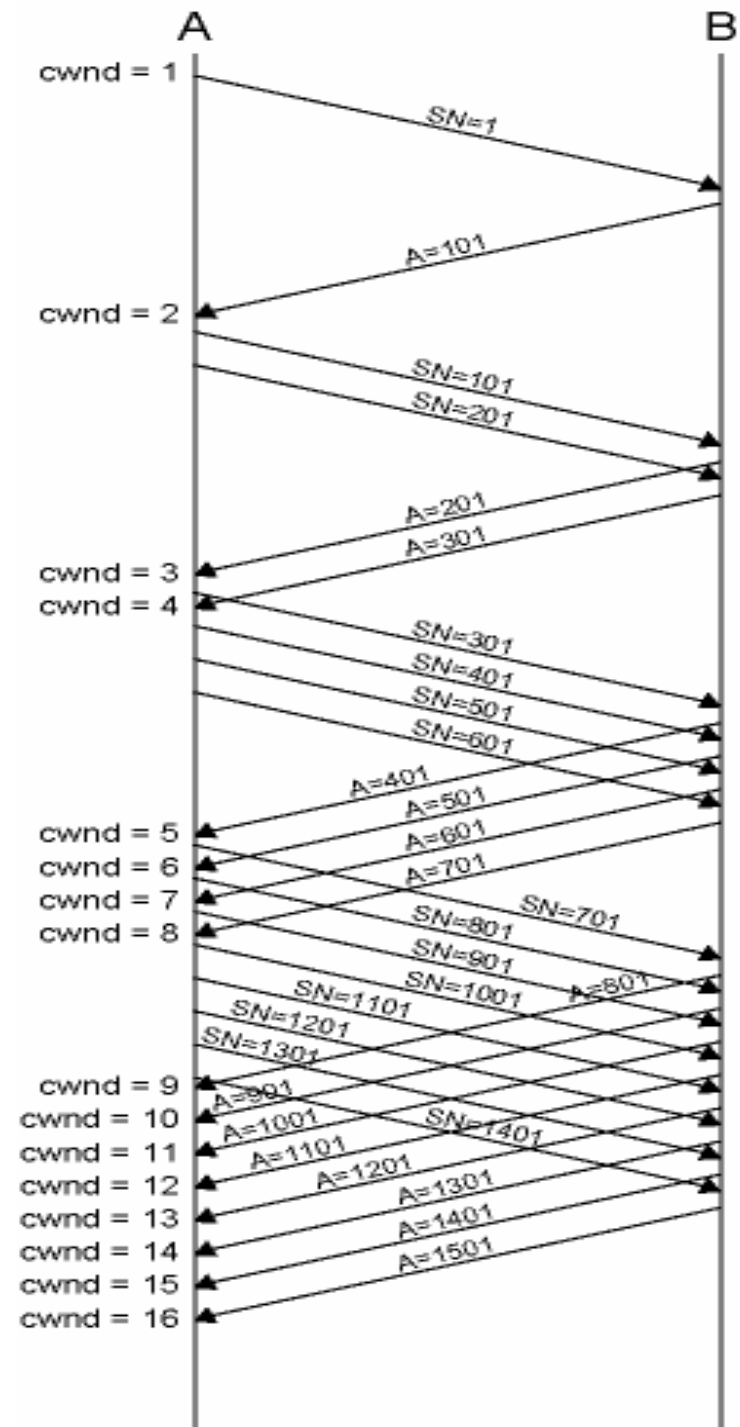 A
B
cwnd = 1
SN=1
A=101
cwnd = 2
SN=101
SN=201
A=201
A=301
cwnd = 3
cwnd = 4
SN=301
SN=401
SN=501
SN=601
A=401
A=501
cwnd = 5
A=601
cwnd = 6
A=701
cwnd = 7
SN=701
SN=801
cwnd = 8
SN=901
SN=1001
A=801
SN=1101
SN=1201
SN=1301
cwnd = 9
A=901
cwnd = 10
A=1001
SN=1401
cwnd = 11
A=1101
A=1201
cwnd = 12
A=1301
cwnd = 13
A=1401
cwnd = 14
A=1501
cwnd = 15
cwnd = 16